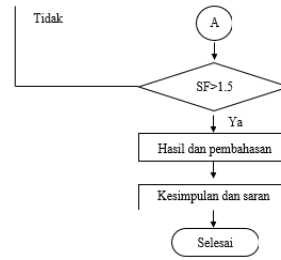 Tidak
A
SF>1.5
Ya
Hasil dan pembahasan
Kesimpulan dan saran
Selesai